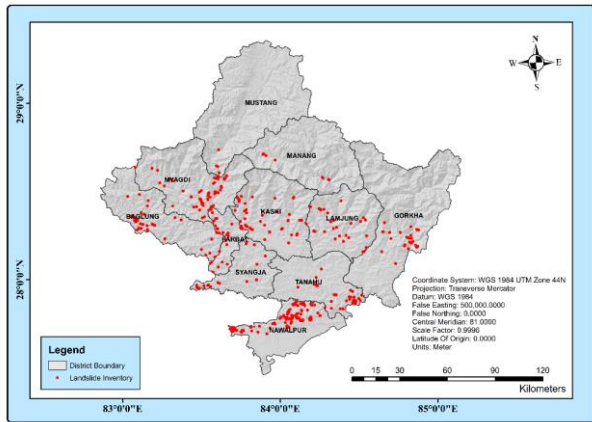 N
W E
S
29°0'0"N
28°0'0"N
MUSTANG
MANANG
MYAGDI
KASKI
LAMJUNG
GORKHA
BAGLUNG
PARBAT
SYANGJA
TANAHU
NAWALPUR
Coordinate System: WGS 1984 UTM Zone 44N
Projection: Transverse Mercator
Datum: WGS 1984
False Easting: 500,000.0000
False Northing: 0.0000
Central Meridian: 81.0000
Scale Factor: 0.9996
Latitude Of Origin: 0.0000
Units: Meter
Legend
District Boundary
Landslide Inventory
0 15 30 60 90 120
Kilometers
83°0'0"E 84°0'0"E 85°0'0"E